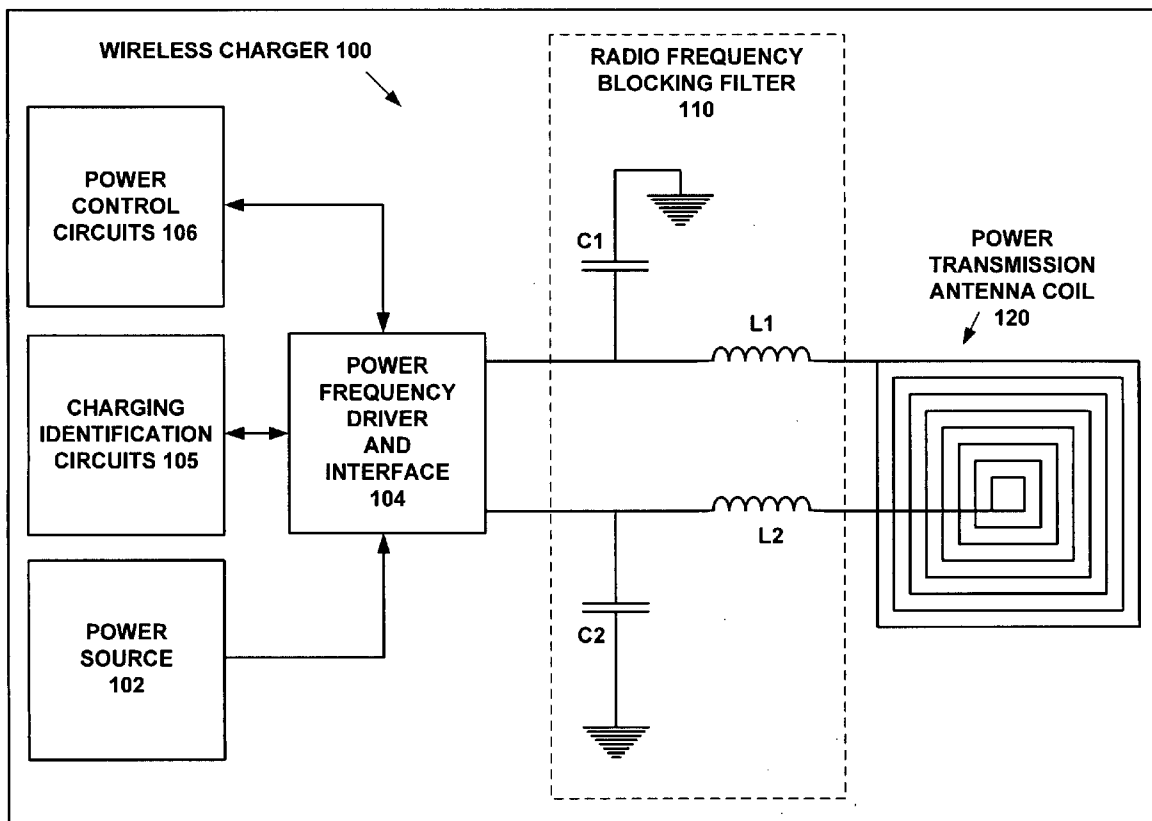 WIRELESS CHARGER 100
RADIO FREQUENCY
BLOCKING FILTER
110
POWER
CONTROL
CIRCUITS 106
C1
POWER
TRANSMISSION
ANTENNA COIL
120
L1
CHARGING
IDENTIFICATION
CIRCUITS 105
POWER
FREQUENCY
DRIVER
AND
INTERFACE
104
L2
C2
POWER
SOURCE
102